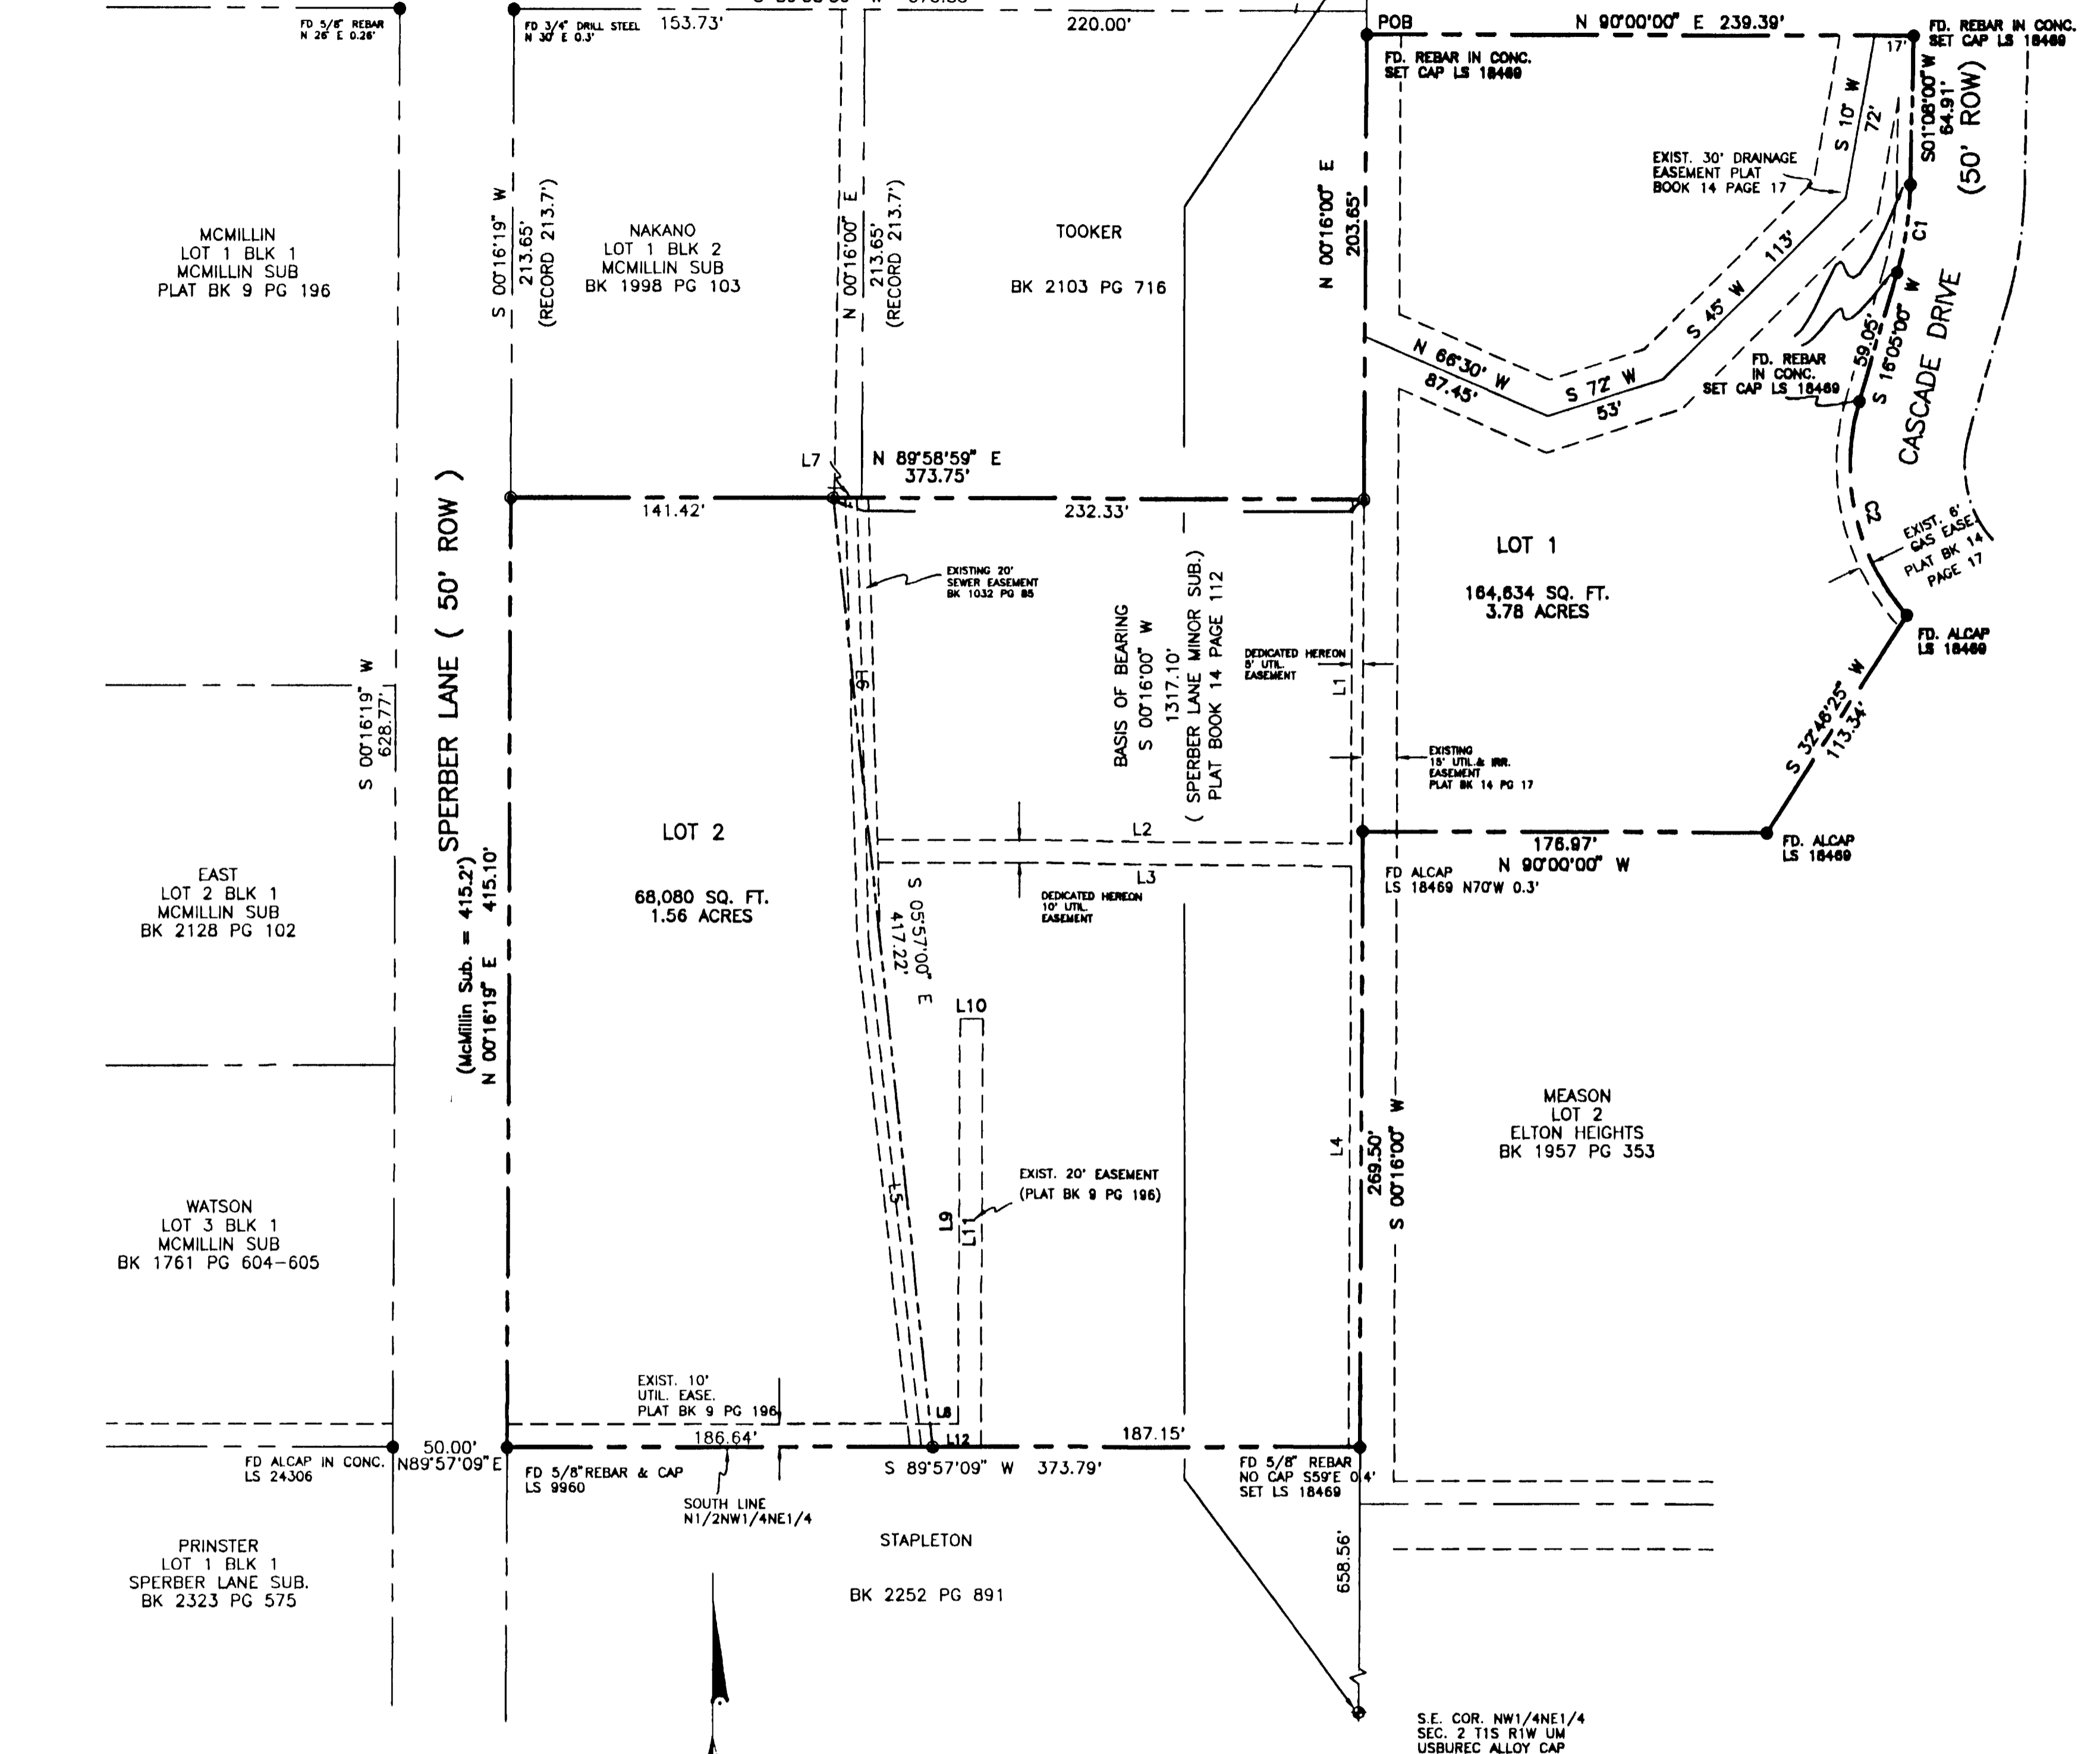 FD 5/8" REBAR
N 26° E 0.26'
FD 3/4" DRILL STEEL
N 30° E 0.3'
153.73'
220.00'
POB
N 90°00'00" E 239.39'
FD. REBAR IN CONC.
SET CAP LS 18469
FD. REBAR IN CONC.
SET CAP LS 18469
17'
S01°08'00"W
64.91'
(50' ROW)
S 10° W
72'
EXIST. 30' DRAINAGE
EASEMENT PLAT
BOOK 14 PAGE 17
MCMILLIN
LOT 1 BLK 1
MCMILLIN SUB
PLAT BK 9 PG 196
S 00°16'19" W
213.65'
(RECORD 213.7')
NAKANO
LOT 1 BLK 2
MCMILLIN SUB
BK 1998 PG 103
N 00°16'00" E
213.65'
(RECORD 213.7')
TOOKER
BK 2103 PG 716
N 00°16'00" E
203.65'
S 45° W 113'
C1
S 16°05'00" W
59.05'
CASCADE DRIVE
N 66°30' W
87.45'
S 72° W
53'
FD. REBAR
IN CONC.
SET CAP LS 18469
L7
N 89°58'59" E
373.75'
141.42'
232.33'
SPERBER LANE ( 50' ROW )
LOT 1
164,634 SQ. FT.
3.78 ACRES
C2
EXIST. 6'
GAS EASE.
PLAT BK 14
PAGE 17
EXISTING 20'
SEWER EASEMENT
BK 1032 PG 85
FD. ALCAP
LS 18469
BASIS OF BEARING
S 00°16'00" W
1317.10'
( SPERBER LANE MINOR SUB.)
PLAT BOOK 14 PAGE 112
DEDICATED HEREON
5' UTIL.
EASEMENT
L1
L6
S 00°16'19" W
628.77'
S 32°46'25" W
113.34'
EXISTING
15' UTIL.& IRR.
EASEMENT
PLAT BK 14 PG 17
LOT 2
68,080 SQ. FT.
1.56 ACRES
L2
L3
176.97'
N 90°00'00" W
FD. ALCAP
LS 18469
FD ALCAP
LS 18469 N70°W 0.3'
EAST
LOT 2 BLK 1
MCMILLIN SUB
BK 2128 PG 102
(McMillin Sub. = 415.2')
N 00°16'19" E 415.10'
S 05°57'00" E
417.22'
DEDICATED HEREON
10' UTIL.
EASEMENT
L10
MEASON
LOT 2
ELTON HEIGHTS
BK 1957 PG 353
L4
269.50'
S 00°16'00" W
EXIST. 20' EASEMENT
(PLAT BK 9 PG 196)
L5
L9
L11
WATSON
LOT 3 BLK 1
MCMILLIN SUB
BK 1761 PG 604-605
EXIST. 10'
UTIL. EASE.
PLAT BK 9 PG 196
L8
L12
186.64'
187.15'
50.00'
N89°57'09"E
FD ALCAP IN CONC.
LS 24306
FD 5/8"REBAR & CAP
LS 9960
S 89°57'09" W 373.79'
FD 5/8" REBAR
NO CAP S59°E 0.4'
SET LS 18469
SOUTH LINE
N1/2NW1/4NE1/4
STAPLETON
BK 2252 PG 891
PRINSTER
LOT 1 BLK 1
SPERBER LANE SUB.
BK 2323 PG 575
658.56'
S.E. COR. NW1/4NE1/4
SEC. 2 T1S R1W UM
USBUREC ALLOY CAP